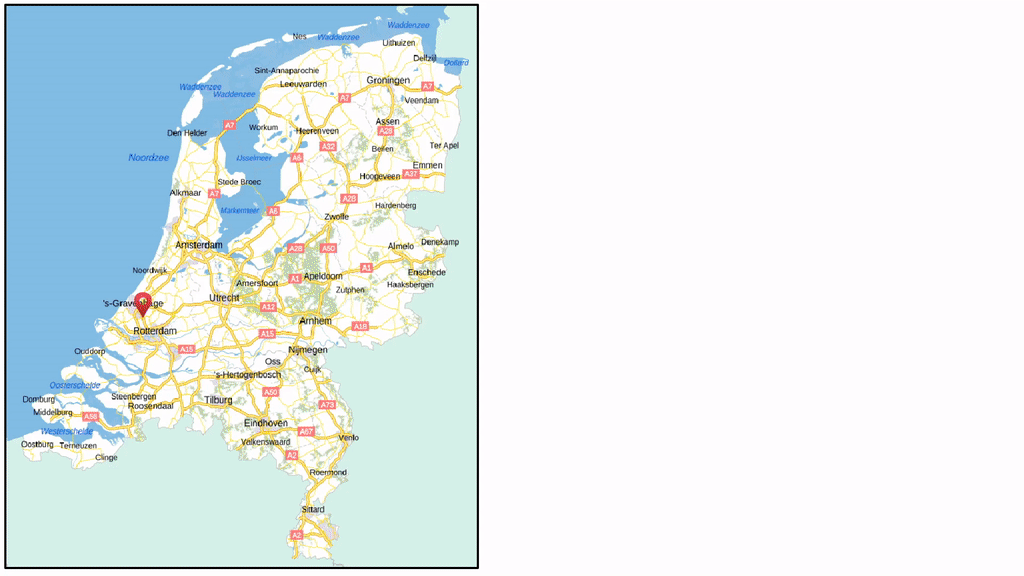 Waddenzee
Nes
Waddenzee
Uithuizen
Delfzijl
Dollard
Sint-Annaparochie
Leeuwarden
Groningen
A7
Waddenzee
Waddenzee
A7
Veendam
A7
Workum
Heerenveen
Assen
A28
Den Helder
A32
Beilen
Ter Apel
Noordzee
IJsselmeer
A6
Emmen
Hoogeveen
A37
Stede Broec
Alkmaar
A7
A28
Hardenberg
Markermeer
A6
Zwolle
Amsterdam
A28
A50
Almelo
Denekamp
Noordwijk
A1
Enschede
Amersfoort
A1
Apeldoorn
Haaksbergen
Zutphen
Utrecht
's-Gravenhage
A12
Arnhem
A18
Rotterdam
A15
A15
Nijmegen
Ouddorp
Oss
Cuijk
's-Hertogenbosch
Oosterschelde
A50
Domburg
Steenbergen
Tilburg
Roosendaal
A73
Middelburg
A58
Eindhoven
Westerschelde
A67
Venlo
Oostburg
Terneuzen
Valkenswaard
A2
Clinge
Roermond
Sittard
A2